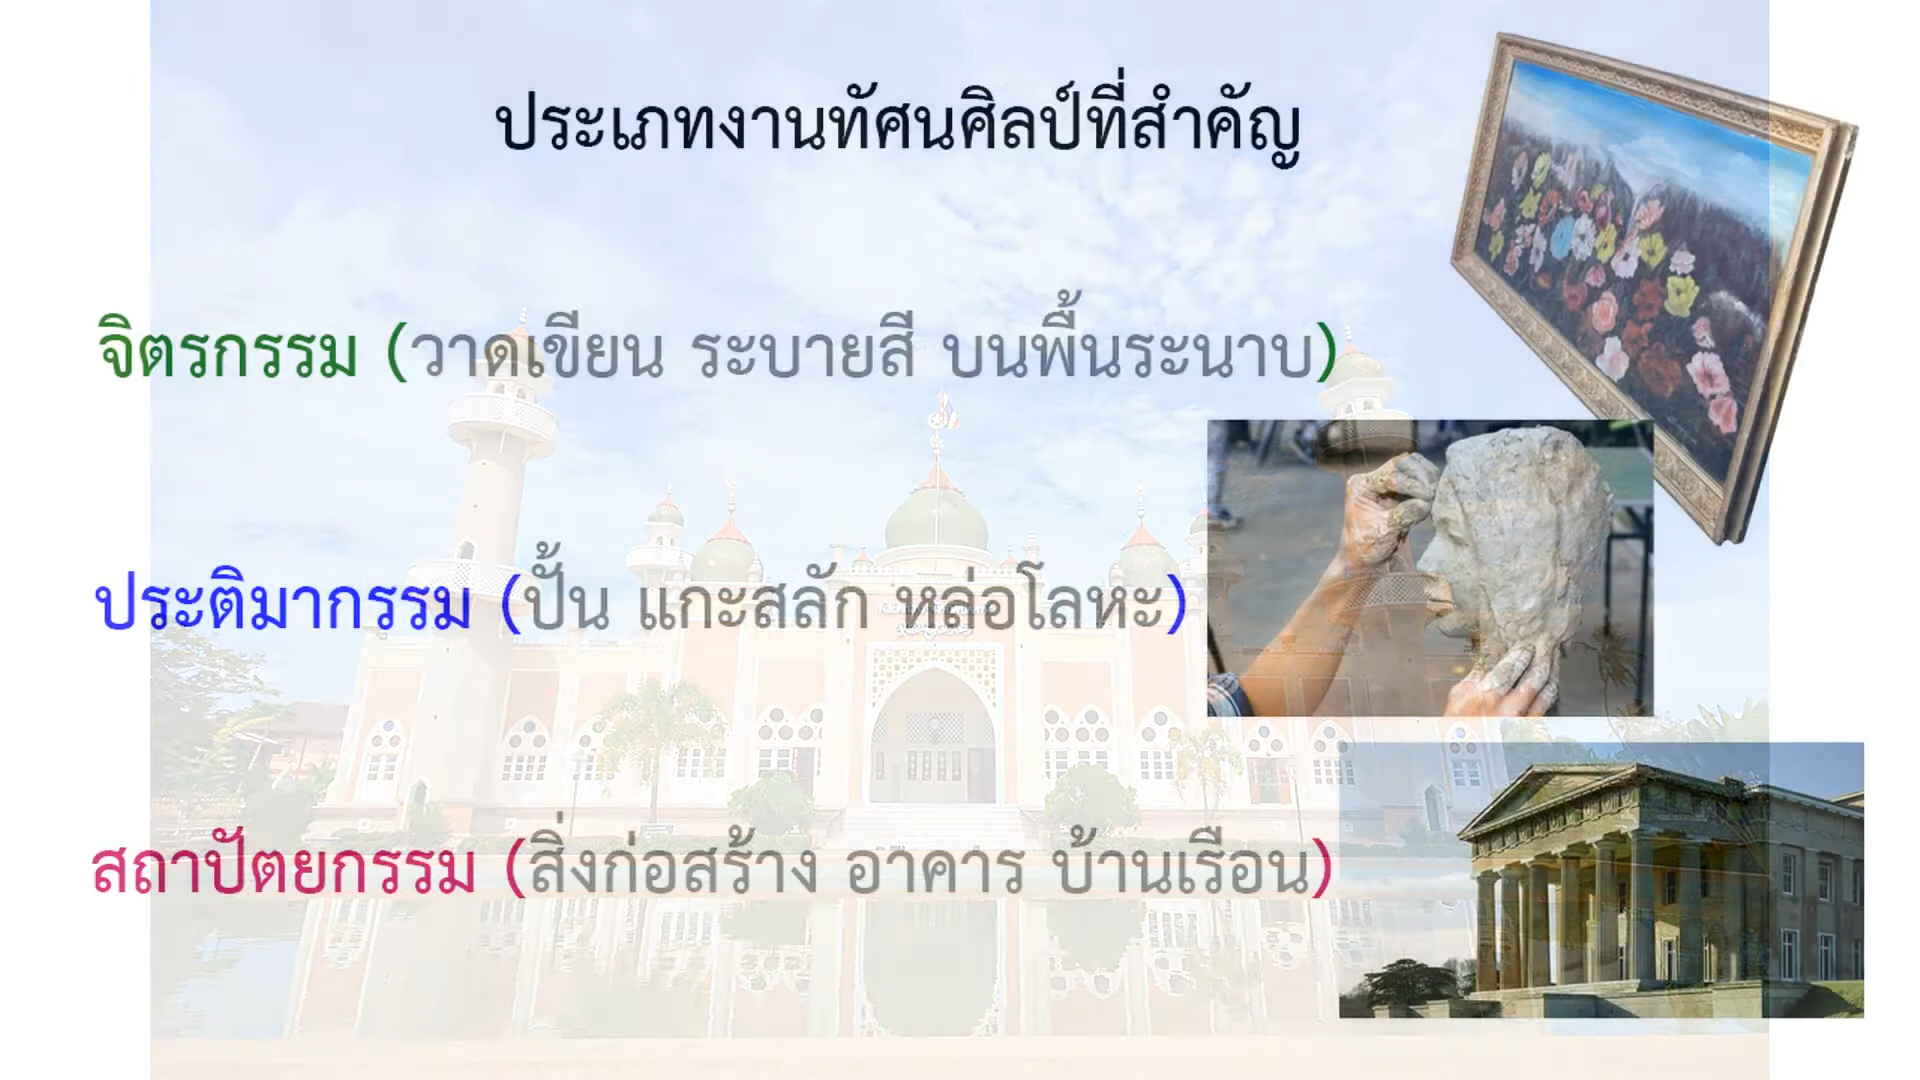 ประเภทงานทัศนศิลป์ที่สำคัญ
จิตรกรรม (วาดเขียน ระบายสี บนพื้นระนาบ)
ประติมากรรม (ปั้น แกะสลัก หล่อโลหะ)
สถาปัตยกรรม (สิ่งก่อสร้าง อาคาร บ้านเรือน)